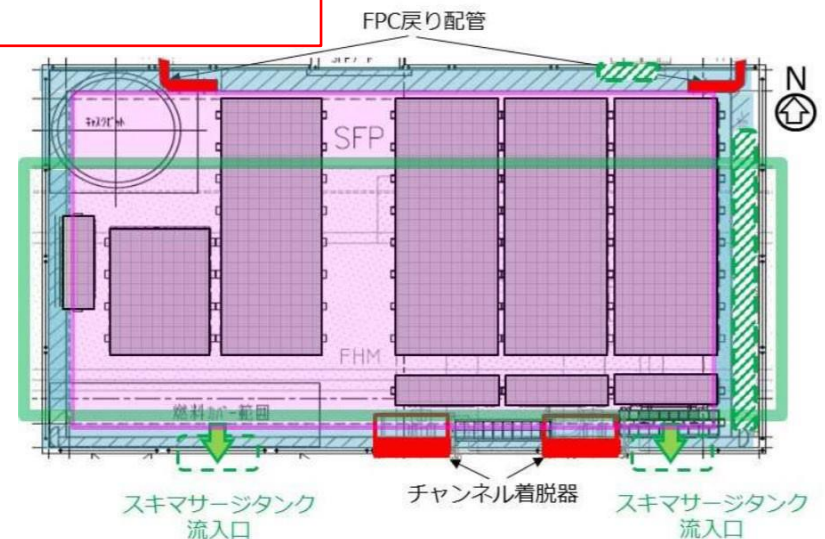 FPC戻り配管
N
キャスクピット
SFP
FHM
燃料カバー範囲
チャンネル着脱器
スキマサージタンク
流入口
スキマサージタンク
流入口